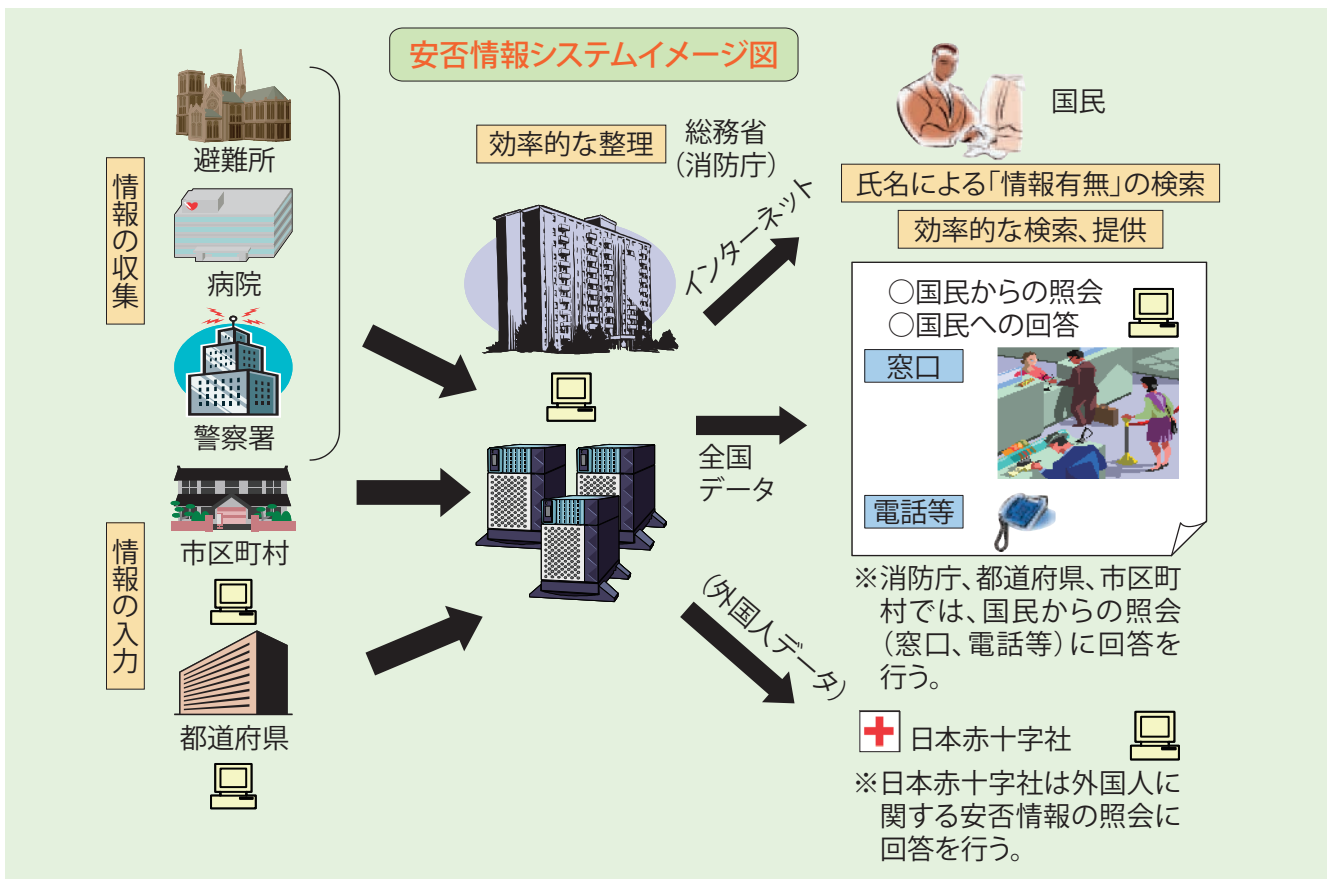 安否情報システムイメージ図
情報の収集
避難所
病院
警察署
情報の入力
市区町村
都道府県
効率的な整理
総務省
(消防庁)
インターネット
全国
データ
(外国人データ)
国民
氏名による「情報有無」の検索
効率的な検索、提供
○国民からの照会
○国民への回答
窓口
電話等
※消防庁、都道府県、市区町
村では、国民からの照会
(窓口、電話等)に回答を
行う。
日本赤十字社
※日本赤十字社は外国人に
関する安否情報の照会に
回答を行う。